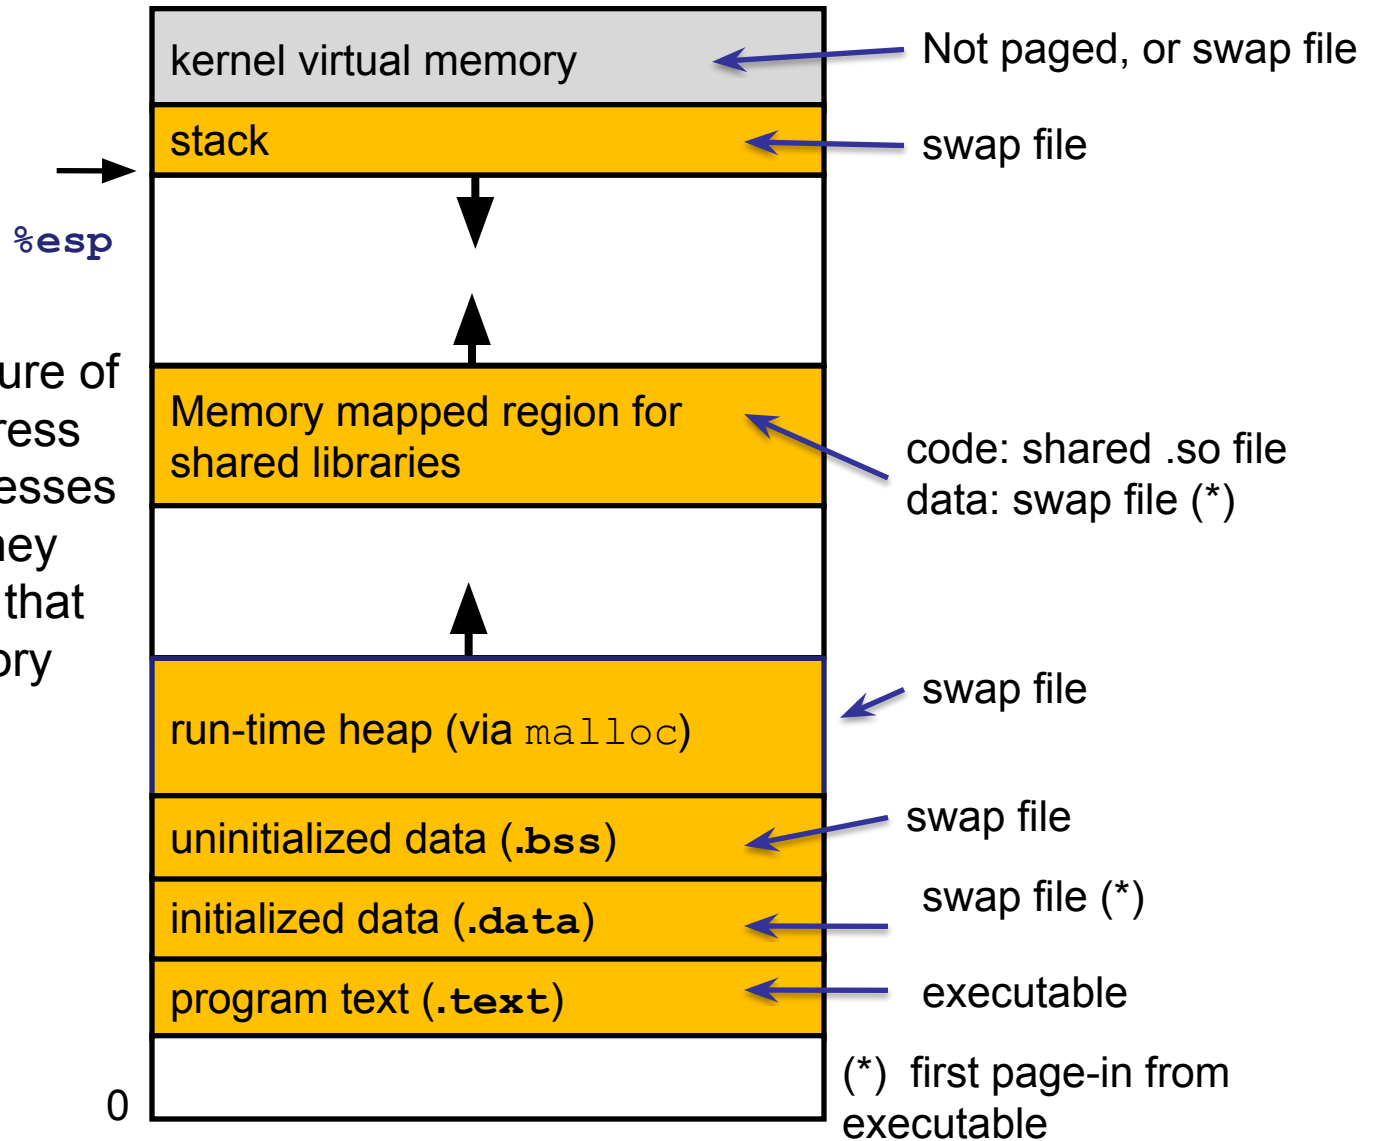 kernel virtual memory
Not paged, or swap file
stack
swap file
%esp
ure of
ress
esses
ney
that
ory
Memory mapped region for
shared libraries
code: shared .so file
data: swap file (*)
run-time heap (via malloc)
swap file
uninitialized data (.bss)
swap file
initialized data (.data)
swap file (*)
program text (.text)
executable
0
(*) first page-in from
executable